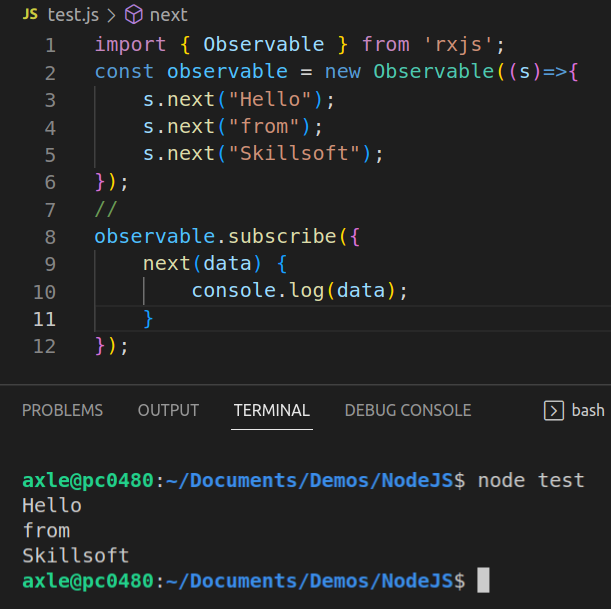 JS test.js > next
1 import { Observable } from 'rxjs';
2 const observable = new Observable((s)=>{
3     s.next("Hello");
4     s.next("from");
5     s.next("Skillsoft");
6 });
7 //
8 observable.subscribe({
9     next(data) {
10         console.log(data);
11     }
12 });
PROBLEMS OUTPUT TERMINAL DEBUG CONSOLE bash
axle@pc0480:~/Documents/Demos/NodeJS$ node test
Hello
from
Skillsoft
axle@pc0480:~/Documents/Demos/NodeJS$